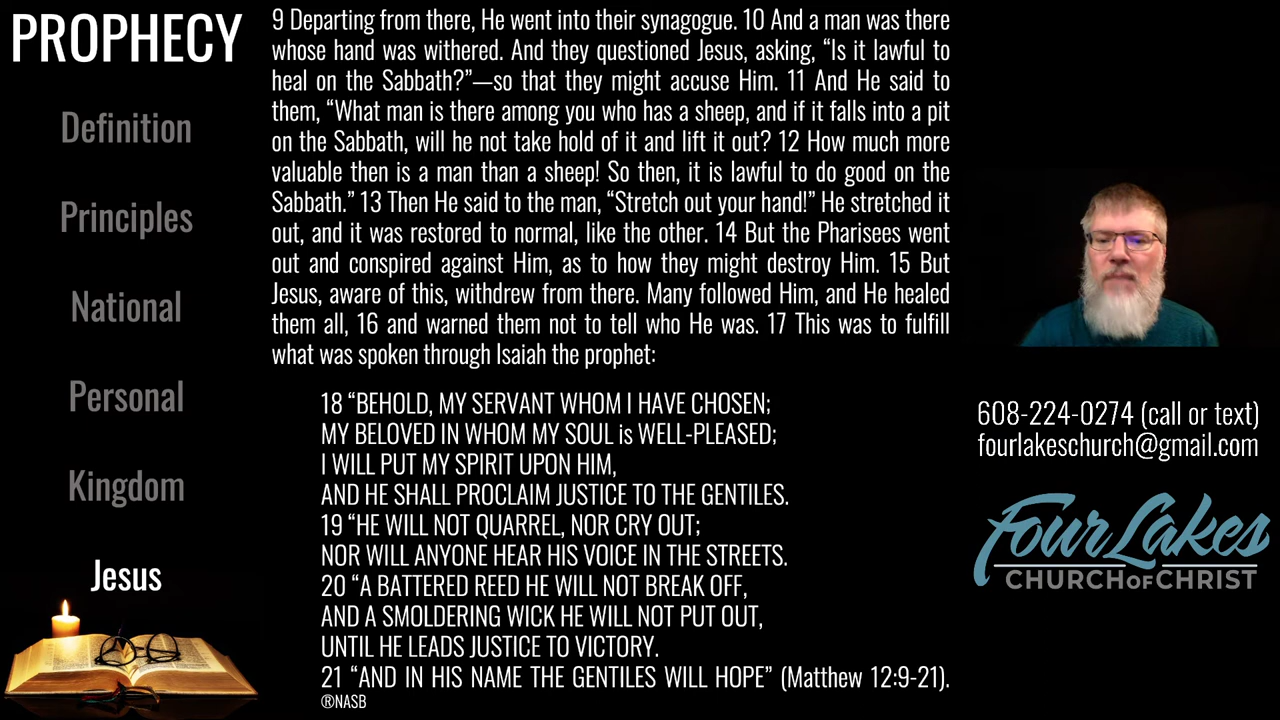 PROPHECY
Definition
Principles
National
Personal
Kingdom
Jesus
9 Departing from there, He went into their synagogue. 10 And a man was there
whose hand was withered. And they questioned Jesus, asking, “Is it lawful to
heal on the Sabbath?”—so that they might accuse Him. 11 And He said to
them, “What man is there among you who has a sheep, and if it falls into a pit
on the Sabbath, will he not take hold of it and lift it out? 12 How much more
valuable then is a man than a sheep! So then, it is lawful to do good on the
Sabbath.” 13 Then He said to the man, “Stretch out your hand!” He stretched it
out, and it was restored to normal, like the other. 14 But the Pharisees went
out and conspired against Him, as to how they might destroy Him. 15 But
Jesus, aware of this, withdrew from there. Many followed Him, and He healed
them all, 16 and warned them not to tell who He was. 17 This was to fulfill
what was spoken through Isaiah the prophet:
18 “BEHOLD, MY SERVANT WHOM I HAVE CHOSEN;
MY BELOVED IN WHOM MY SOUL is WELL-PLEASED;
I WILL PUT MY SPIRIT UPON HIM,
AND HE SHALL PROCLAIM JUSTICE TO THE GENTILES.
19 “HE WILL NOT QUARREL, NOR CRY OUT;
NOR WILL ANYONE HEAR HIS VOICE IN THE STREETS.
20 “A BATTERED REED HE WILL NOT BREAK OFF,
AND A SMOLDERING WICK HE WILL NOT PUT OUT,
UNTIL HE LEADS JUSTICE TO VICTORY.
21 “AND IN HIS NAME THE GENTILES WILL HOPE” (Matthew 12:9-21).
®NASB
608-224-0274 (call or text)
fourlakeschurch@gmail.com
Four Lakes
CHURCH OF CHRIST